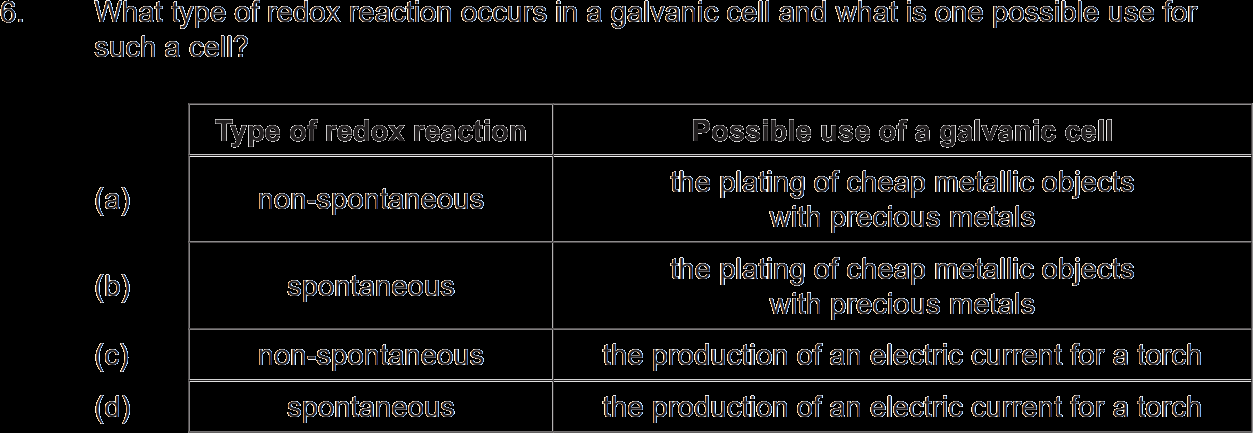 6. What type of redox reaction occurs in a galvanic cell and what is one possible use for
such a cell?
Type of redox reaction Possible use of a galvanic cell
(a) non-spontaneous the plating of cheap metallic objects
with precious metals
(b) spontaneous the plating of cheap metallic objects
with precious metals
(c) non-spontaneous the production of an electric current for a torch
(d) spontaneous the production of an electric current for a torch